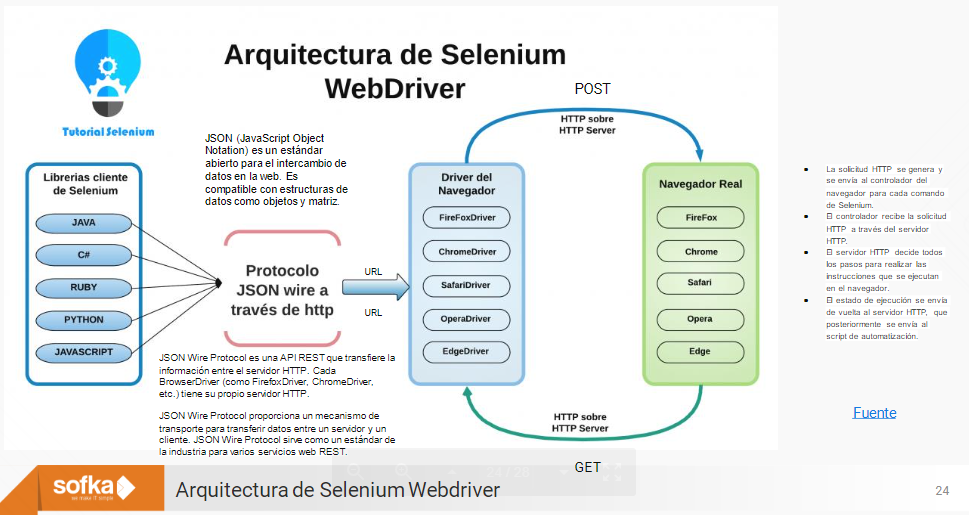 Arquitectura de Selenium
WebDriver
Tutorial Selenium
JSON (JavaScript Object
Notation) es un estándar
abierto para el intercambio de
datos en la web. Es
compatible con estructuras de
datos como objetos y matriz.
POST
HTTP sobre
HTTP Server
Librerias cliente
de Selenium
JAVA
C#
RUBY
PYTHON
JAVASCRIPT
Protocolo
JSON wire a
través de http
URL
URL
Driver del
Navegador
FireFoxDriver
ChromeDriver
SafariDriver
OperaDriver
EdgeDriver
Navegador Real
FireFox
Chrome
Safari
Opera
Edge
JSON Wire Protocol es una API REST que transfiere la
información entre el servidor HTTP. Cada
BrowserDriver (como FirefoxDriver, ChromeDriver,
etc.) tiene su propio servidor HTTP.
JSON Wire Protocol proporciona un mecanismo de
transporte para transferir datos entre un servidor y un
cliente. JSON Wire Protocol sirve como un estándar de
la industria para varios servicios web REST.
HTTP sobre
HTTP Server
GET
• La solicitud HTTP se genera y
se envía al controlador del
navegador para cada comando
de Selenium.
• El controlador recibe la solicitud
HTTP a través del servidor
HTTP.
• El servidor HTTP decide todos
los pasos para realizar las
instrucciones que se ejecutan
en el navegador.
• El estado de ejecución se envía
de vuelta al servidor HTTP, que
posteriormente se envía al
script de automatización.
Fuente
sofka
we make IT simple
Arquitectura de Selenium Webdriver
24